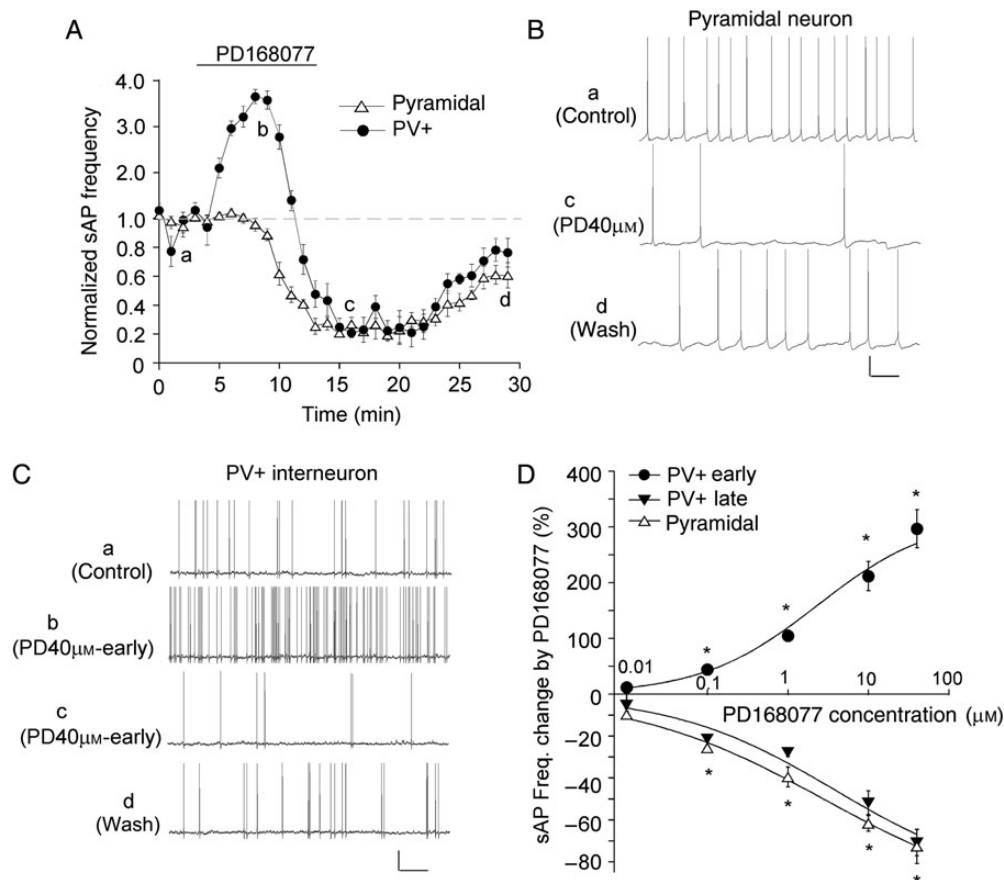 A
PD168077
Normalized sAP frequency
4.0
3.0
2.0
1.0
0.8
0.6
0.4
0.2
0
Pyramidal
PV+
a
b
c
d
0 5 10 15 20 25 30
Time (min)
B
Pyramidal neuron
a
(Control)
c
(PD40μM)
d
(Wash)
C
PV+ interneuron
a
(Control)
b
(PD40μM-early)
c
(PD40μM-early)
d
(Wash)
D
sAP Freq. change by PD168077 (%)
400
300
200
100
0
−20
−40
−60
−80
PV+ early
PV+ late
Pyramidal
* * * * *
0.01 0.1 1 10 100
PD168077 concentration (μM)
* * * *